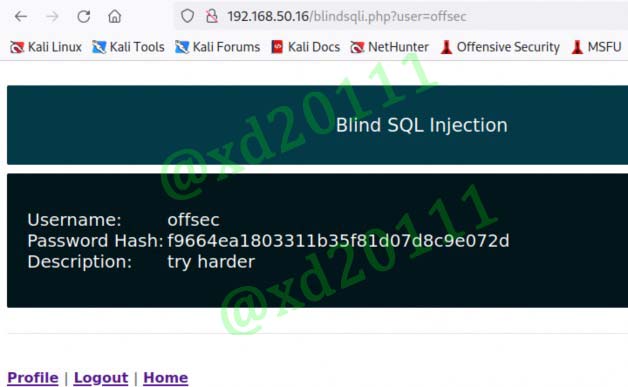 192.168.50.16/blindsqli.php?user=offsec
Kali Linux Kali Tools Kali Forums Kali Docs NetHunter Offensive Security MSFU
Blind SQL Injection
@xd20111
Username: offsec
Password Hash: f9664ea1803311b35f81d07d8c9e072d
Description: try harder
@xd20111
Profile | Logout | Home